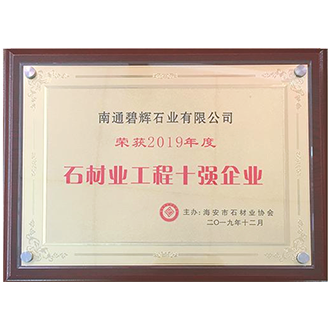 南通碧辉石业有限公司
荣获2019年度
石材业工程十强企业
主办:海安市石材业协会
二〇一九年十二月